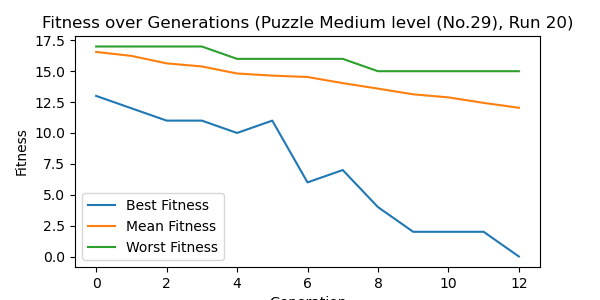 Fitness over Generations (Puzzle Medium level (No.29), Run 20)
17.5
15.0
12.5
10.0
7.5
5.0
2.5
0.0
Fitness
Best Fitness
Mean Fitness
Worst Fitness
0 2 4 6 8 10 12
Generation